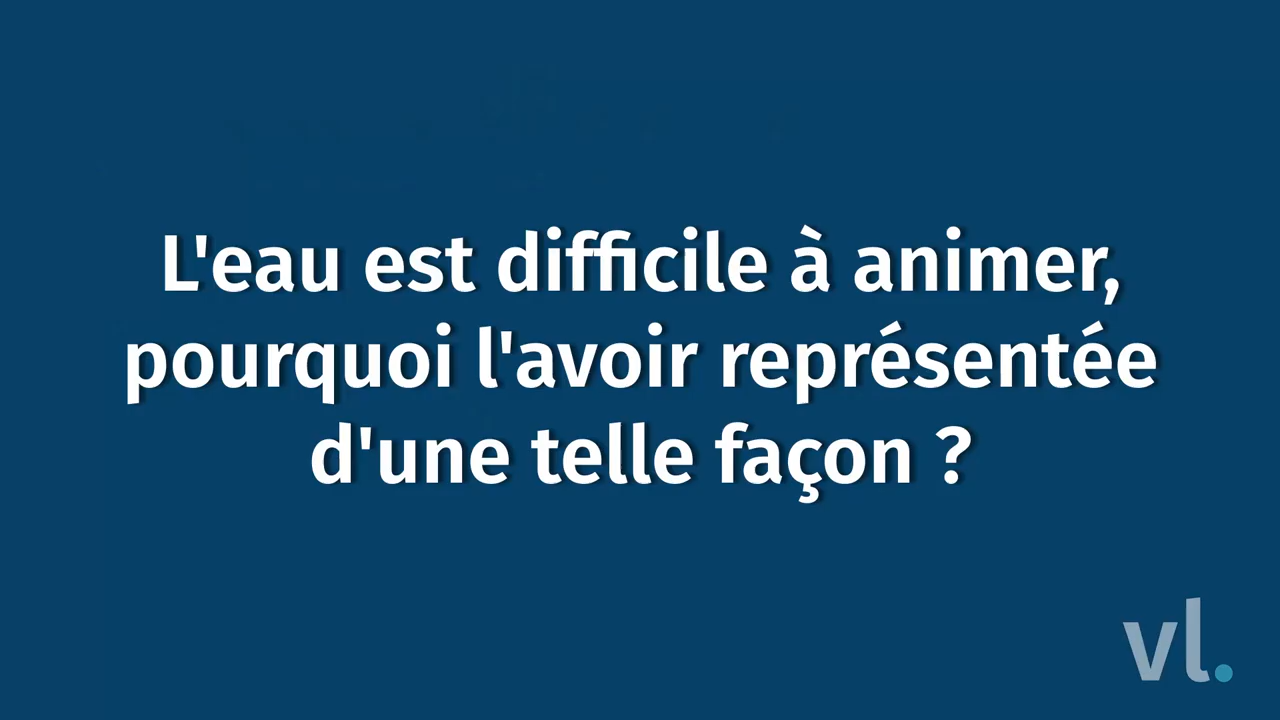 L'eau est difficile à animer,
pourquoi l'avoir représentée
d'une telle façon ?
vl.